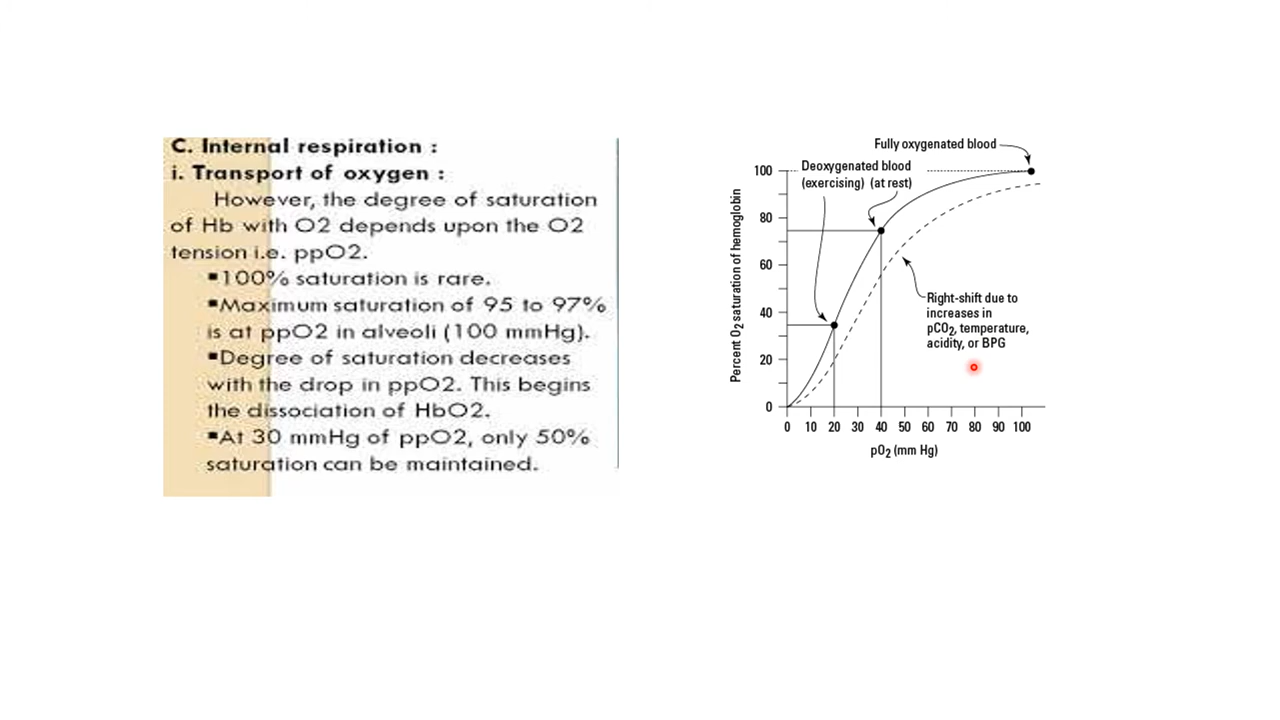 C. Internal respiration :
i. Transport of oxygen :
However, the degree of saturation
of Hb with O2 depends upon the O2
tension i.e. ppO2.
▪100% saturation is rare.
▪Maximum saturation of 95 to 97%
is at ppO2 in alveoli (100 mmHg).
▪Degree of saturation decreases
with the drop in ppO2. This begins
the dissociation of HbO2.
▪At 30 mmHg of ppO2, only 50%
saturation can be maintained.
Fully oxygenated blood
Deoxygenated blood
(exercising) (at rest)
Percent O2 saturation of hemoglobin
100
80
60
40
20
0
Right-shift due to
increases in
pCO2, temperature,
acidity, or BPG
0 10 20 30 40 50 60 70 80 90 100
pO2 (mm Hg)